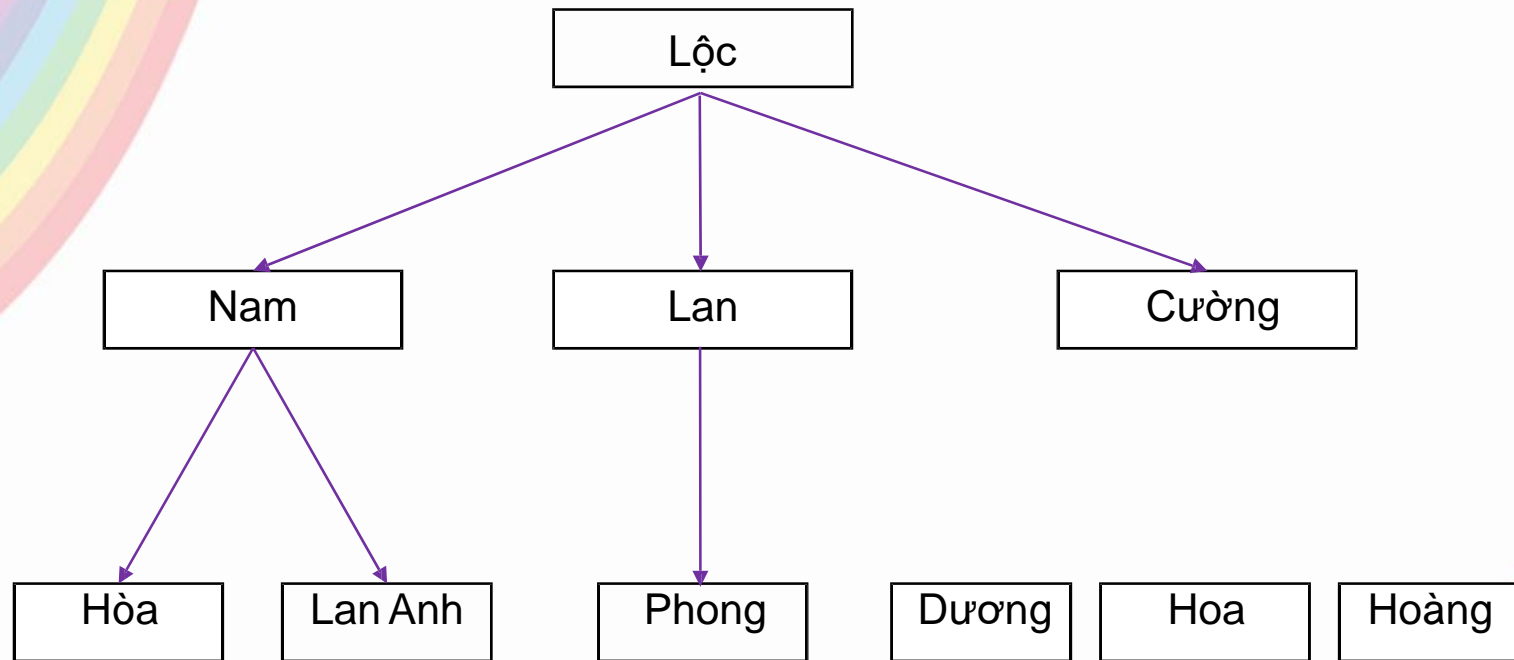 Lộc
Nam
Lan
Cường
Hòa
Lan Anh
Phong
Dương
Hoa
Hoàng